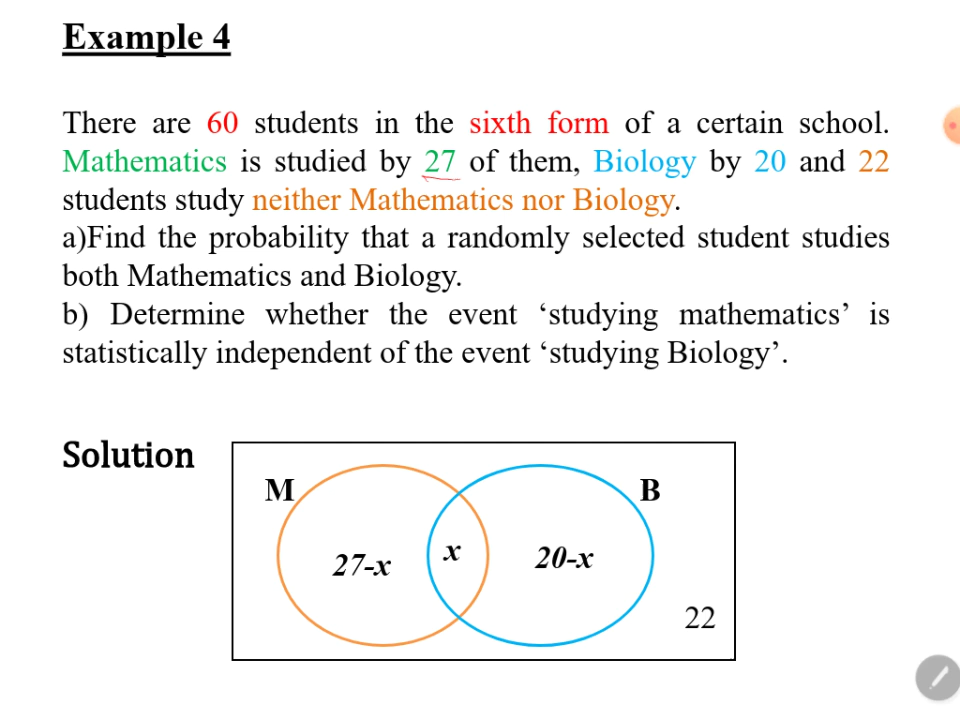 Example 4
There are 60 students in the sixth form of a certain school.
Mathematics is studied by 27 of them, Biology by 20 and 22
students study neither Mathematics nor Biology.
a)Find the probability that a randomly selected student studies
both Mathematics and Biology.
b) Determine whether the event ‘studying mathematics’ is
statistically independent of the event ‘studying Biology’.
Solution
M B
27-x x 20-x
22